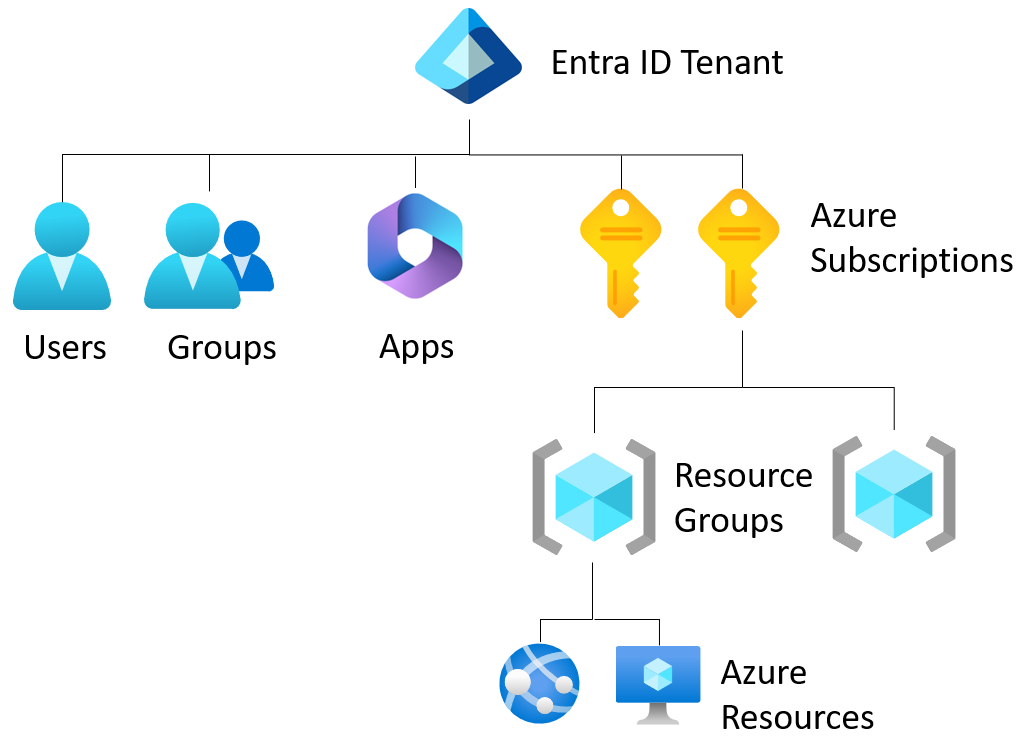 Entra ID Tenant
Azure
Subscriptions
Users
Groups
Apps
Resource
Groups
Azure
Resources